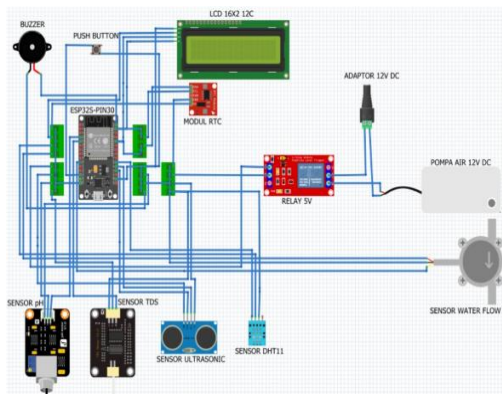 LCD 16X2 12C
BUZZER
PUSH BUTTON
ADAPTOR 12V DC
ESP32S-PIN30
MODUL RTC
POMPA AIR 12V DC
RELAY 5V
SENSOR pH
SENSOR TDS
SENSOR ULTRASONIC
SENSOR DHT11
SENSOR WATER FLOW